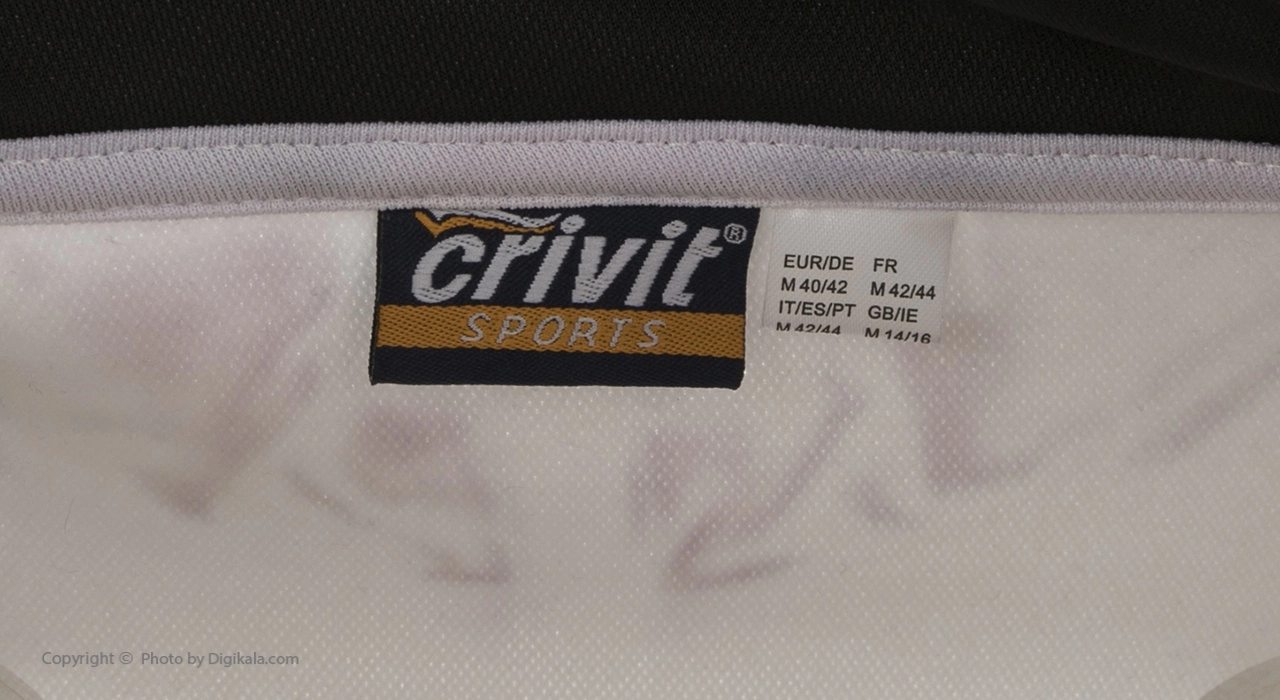 crivit®
SPORTS
EUR/DE FR
M 40/42 M 42/44
IT/ES/PT GB/IE
M 42/44 M 14/16
Copyright © Photo by Digikala.com